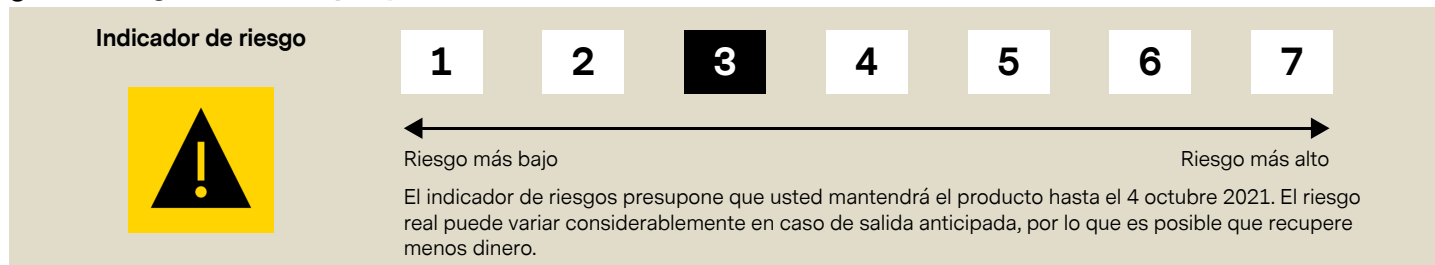 Indicador de riesgo
1 2 3 4 5 6 7
Riesgo más bajo Riesgo más alto
El indicador de riesgos presupone que usted mantendrá el producto hasta el 4 octubre 2021. El riesgo
real puede variar considerablemente en caso de salida anticipada, por lo que es posible que recupere
menos dinero.